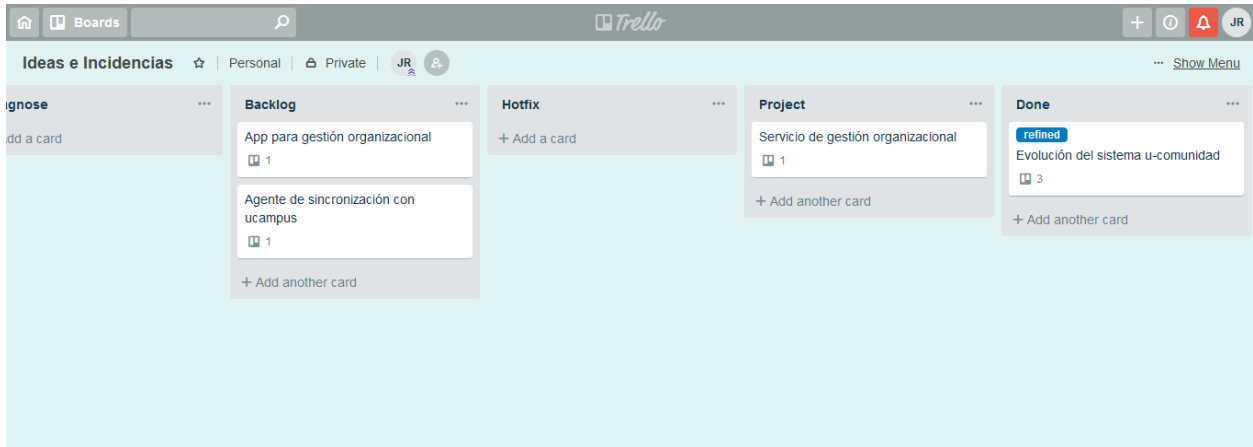 Boards
Trello
JR
Ideas e Incidencias
Personal
Private
JR
... Show Menu
gnose
dd a card
Backlog
App para gestión organizacional
1
Agente de sincronización con
ucampus
1
+ Add another card
Hotfix
+ Add a card
Project
Servicio de gestión organizacional
1
+ Add another card
Done
refined
Evolución del sistema u-comunidad
3
+ Add another card